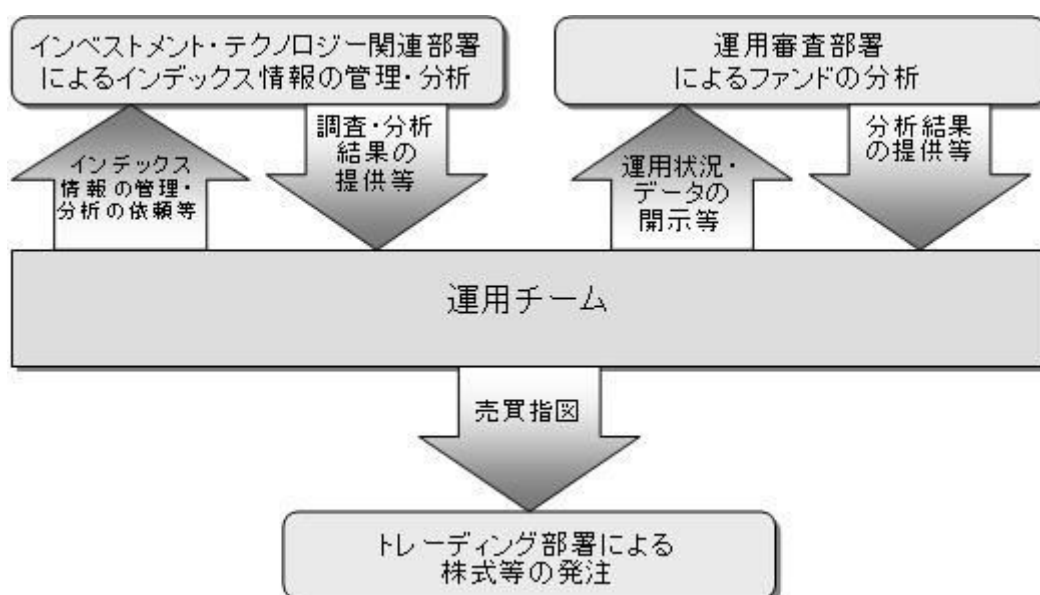 インベストメント・テクノロジー関連部署
によるインデックス情報の管理・分析
運用審査部署
によるファンドの分析
インデックス
情報の管理・
分析の依頼等
調査・分析
結果の
提供等
運用状況・
データの
開示等
分析結果
の提供等
運用チーム
売買指図
トレーディング部署による
株式等の発注